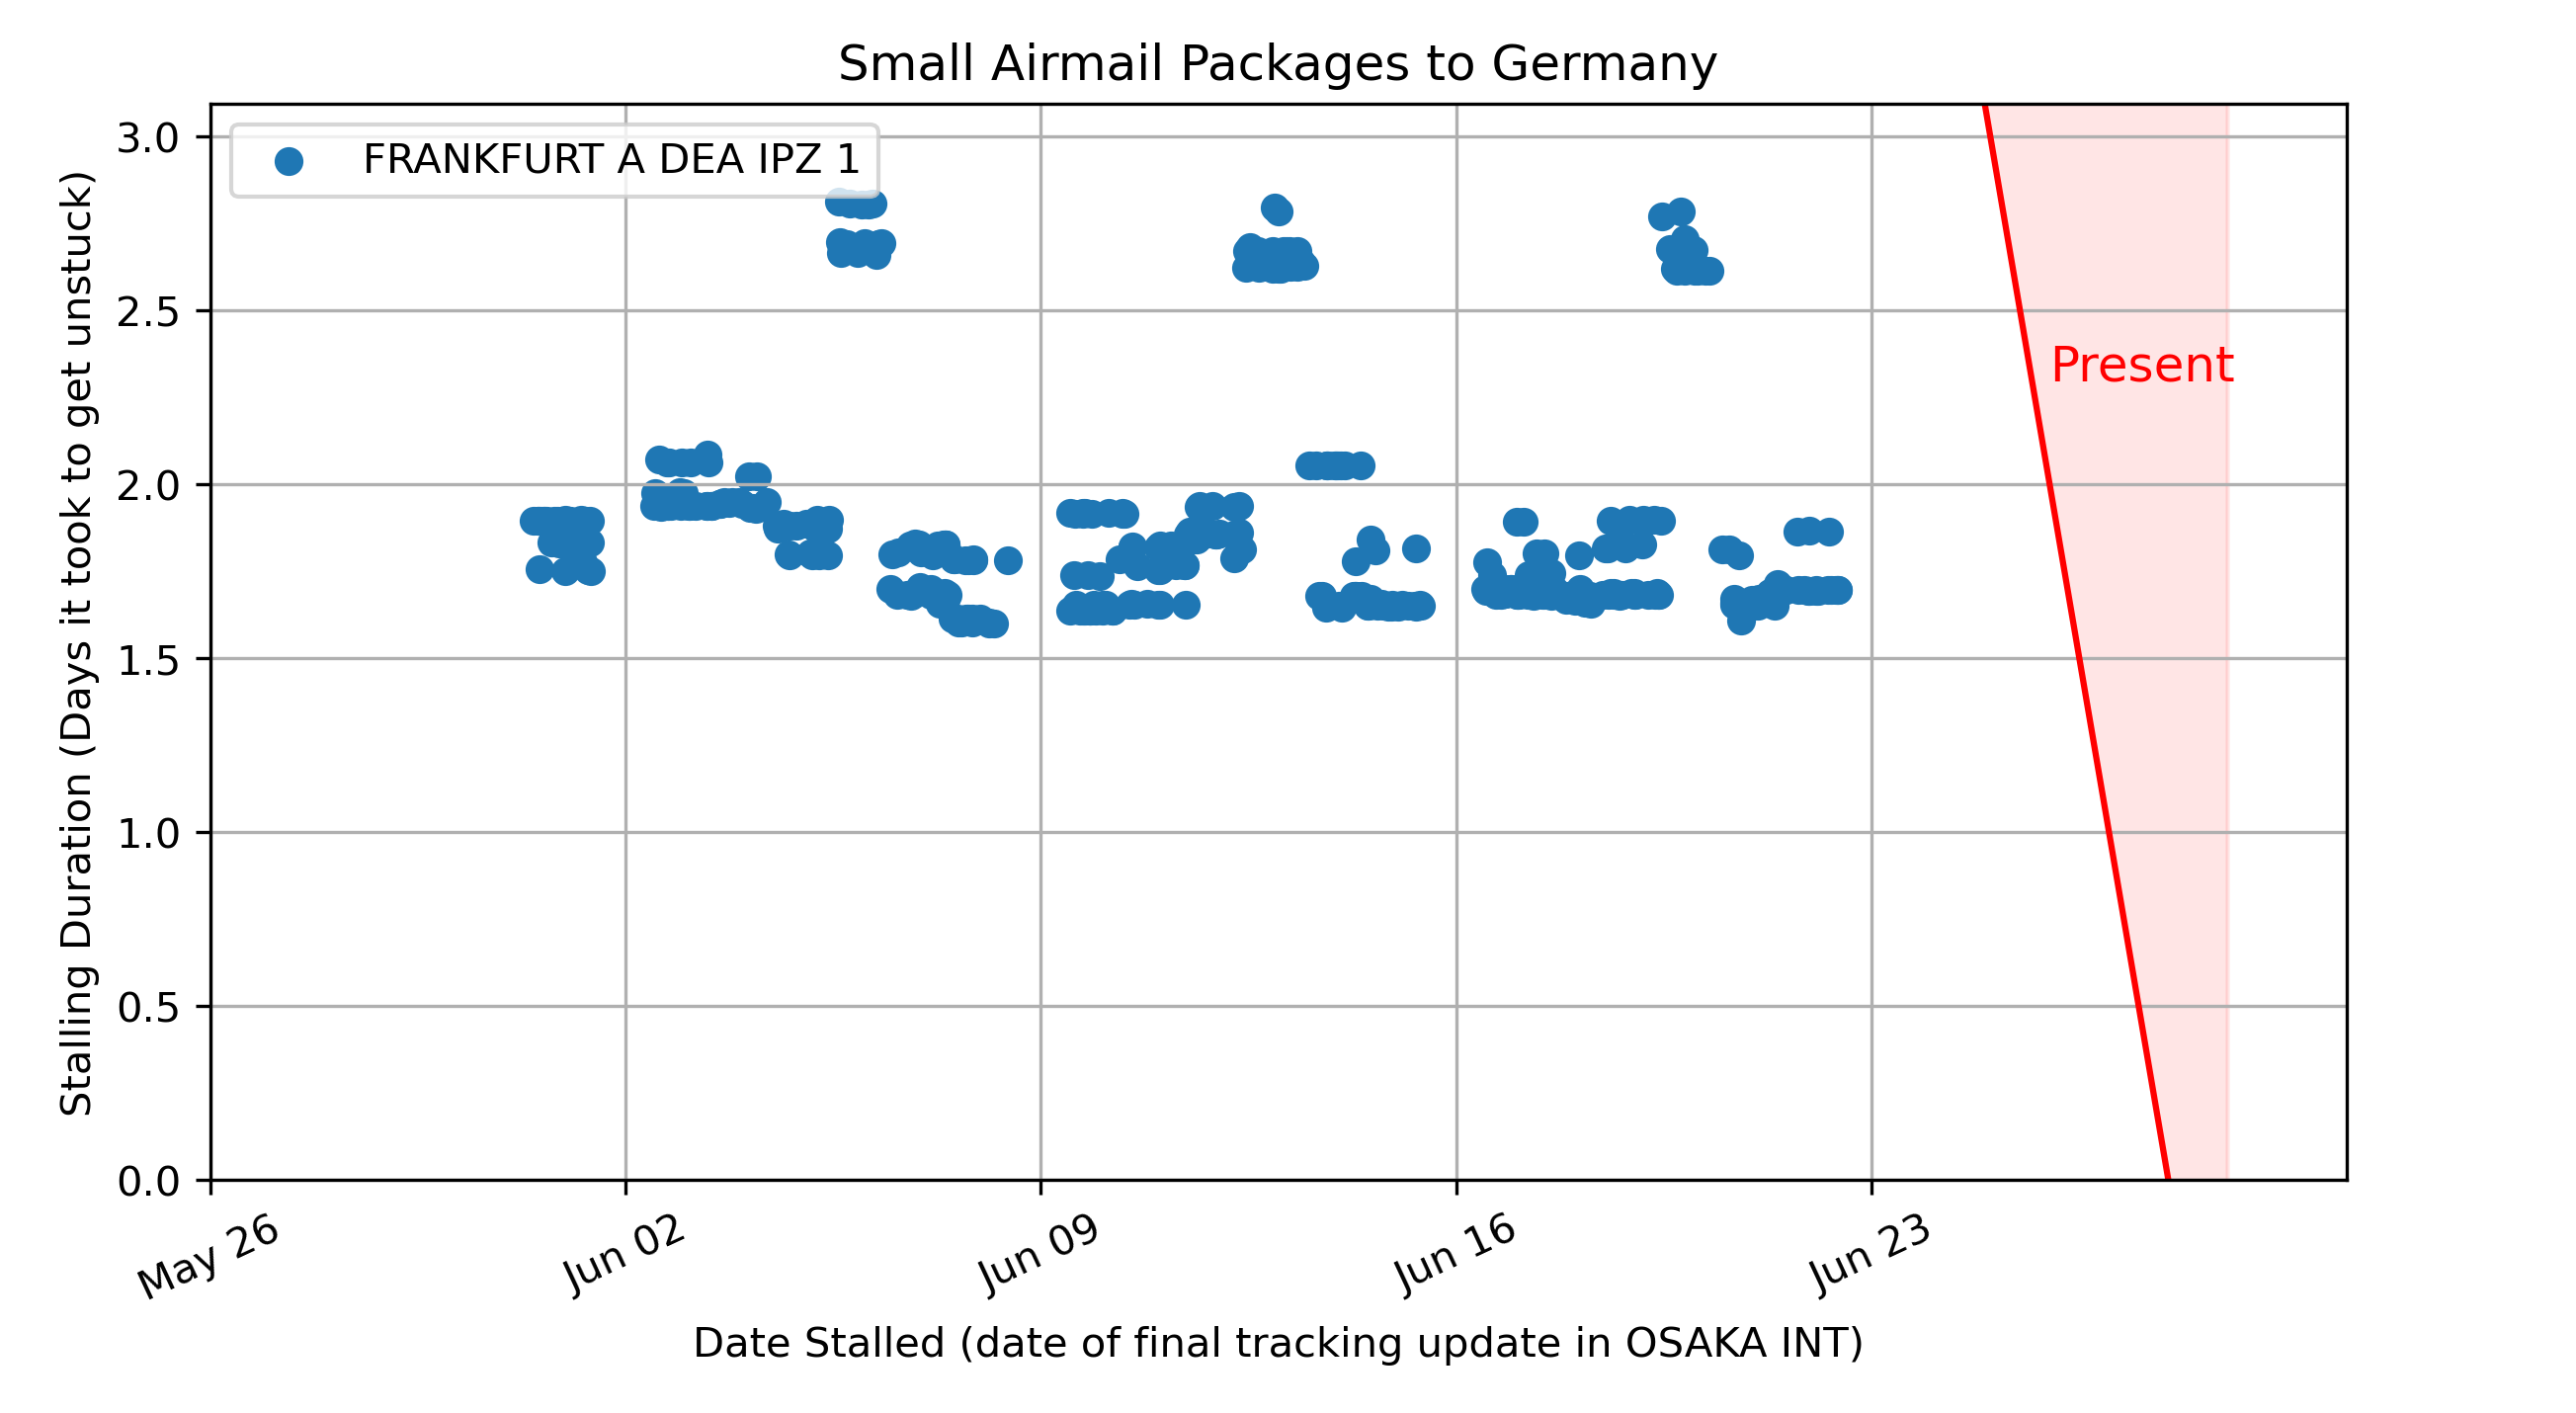 Small Airmail Packages to Germany
FRANKFURT A DEA IPZ 1
Present
Stalling Duration (Days it took to get unstuck)
3.0
2.5
2.0
1.5
1.0
0.5
0.0
May 26
Jun 02
Jun 09
Jun 16
Jun 23
Date Stalled (date of final tracking update in OSAKA INT)